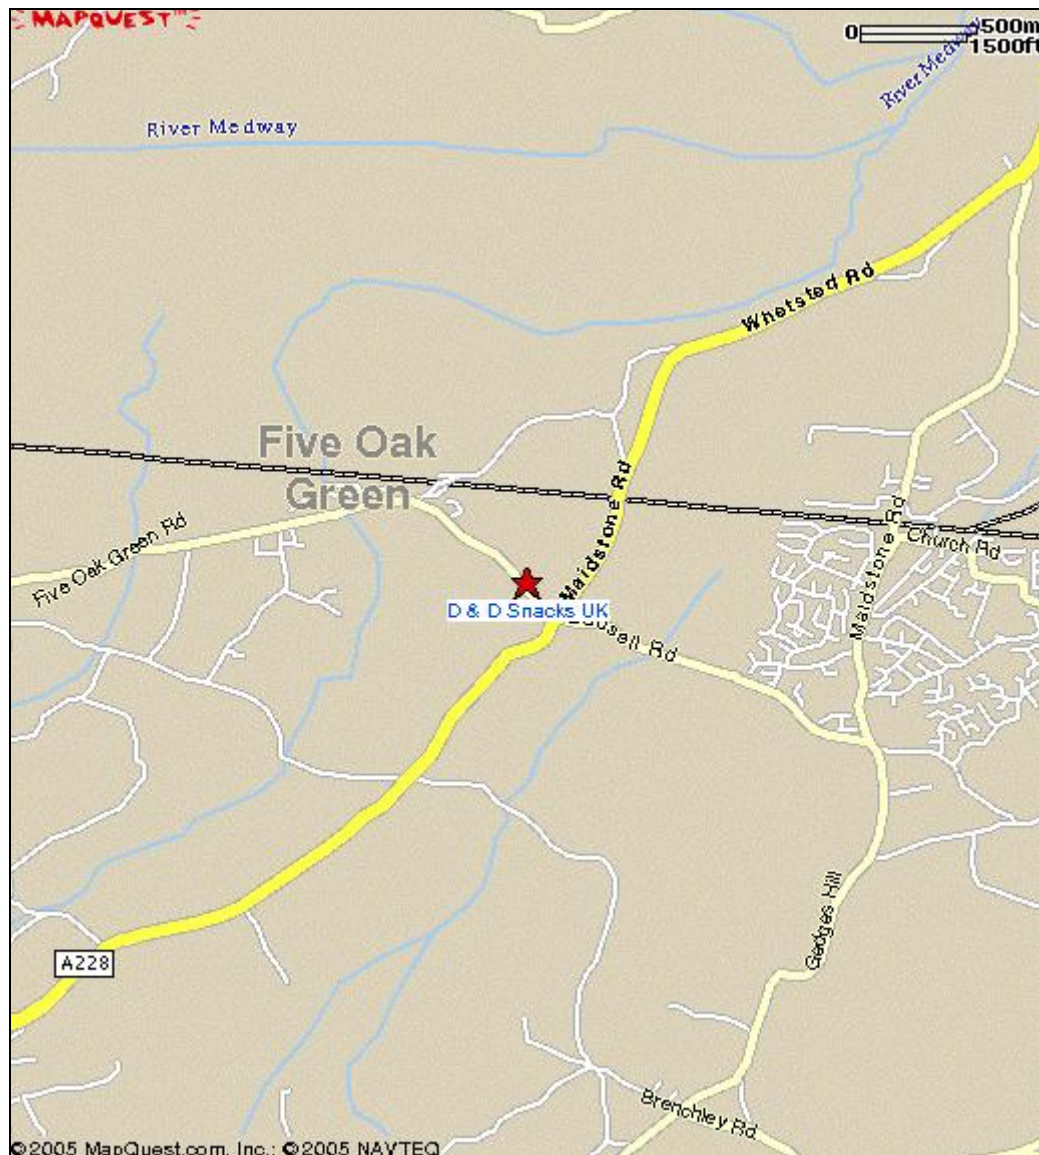 MAPQUEST
0 500m
1500ft
River Medway
River Medway
Whetsted Rd
Five Oak
Green
Maidstone Rd
Five Oak Green Rd
Maidstone Rd
Church Rd
D & D Snacks UK
Rd
A228
Gedges Hill
Brenchley Rd
©2005 MapQuest.com, Inc.; ©2005 NAVTEQ